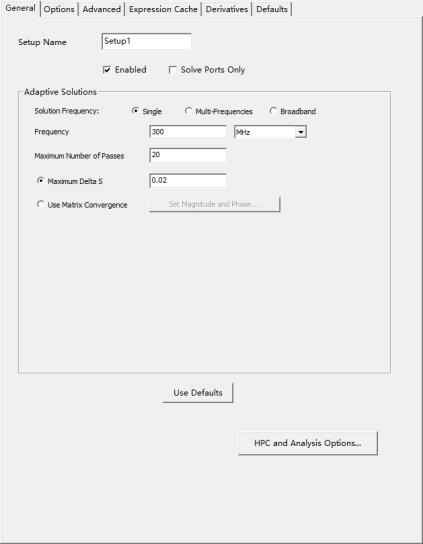 General Options Advanced Expression Cache Derivatives Defaults
Setup Name Setup1
Enabled Solve Ports Only
Adaptive Solutions
Solution Frequency: Single Multi-Frequencies Broadband
Frequency 300 MHz
Maximum Number of Passes 20
Maximum Delta S 0.02
Use Matrix Convergence Set Magnitude and Phase...
Use Defaults
HPC and Analysis Options...